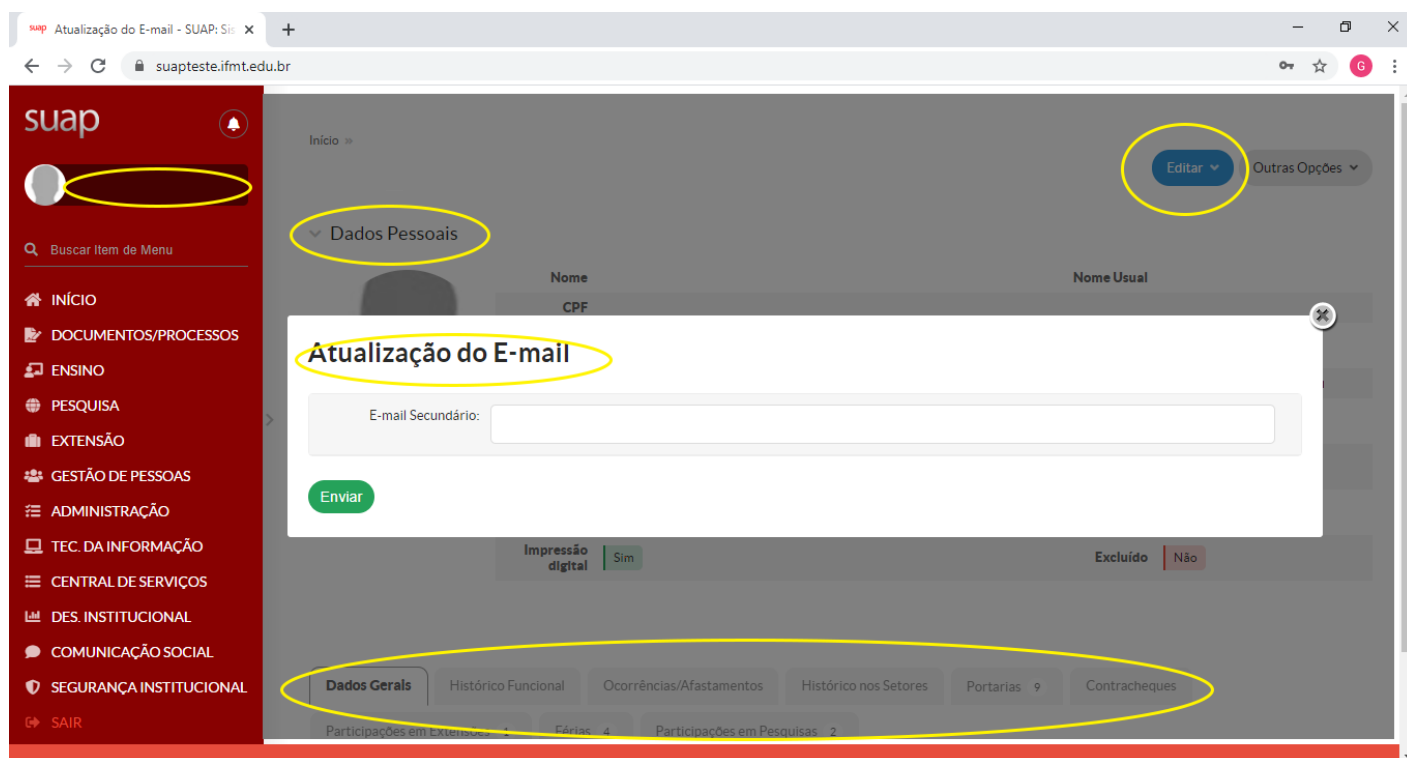 suap Atualização do E-mail - SUAP: Sis
suapteste.ifmt.edu.br
G
suap
Buscar Item de Menu
INÍCIO
DOCUMENTOS/PROCESSOS
ENSINO
PESQUISA
EXTENSÃO
GESTÃO DE PESSOAS
ADMINISTRAÇÃO
TEC. DA INFORMAÇÃO
CENTRAL DE SERVIÇOS
DES. INSTITUCIONAL
COMUNICAÇÃO SOCIAL
SEGURANÇA INSTITUCIONAL
SAIR
Início »
Editar Outras Opções
Dados Pessoais
Nome Nome Usual
CPF
Atualização do E-mail
E-mail Secundário:
Enviar
Impressão digital Sim Excluído Não
Dados Gerais Histórico Funcional Ocorrências/Afastamentos Histórico nos Setores Portarias 9 Contracheques
Participações em Extensões 1 Férias 4 Participações em Pesquisas 2